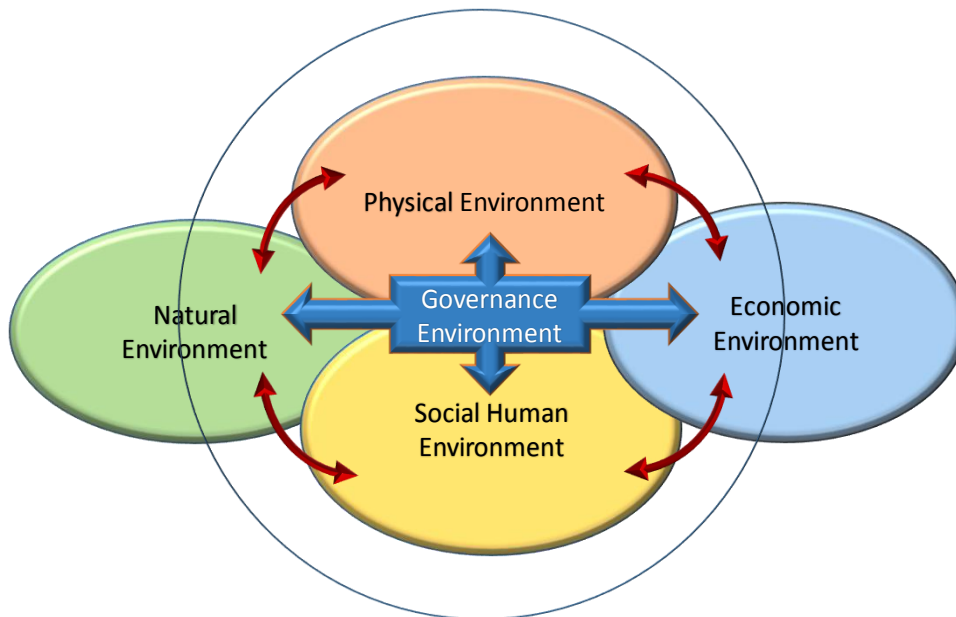 Physical Environment
Governance
Environment
Natural
Environment
Economic
Environment
Social Human
Environment